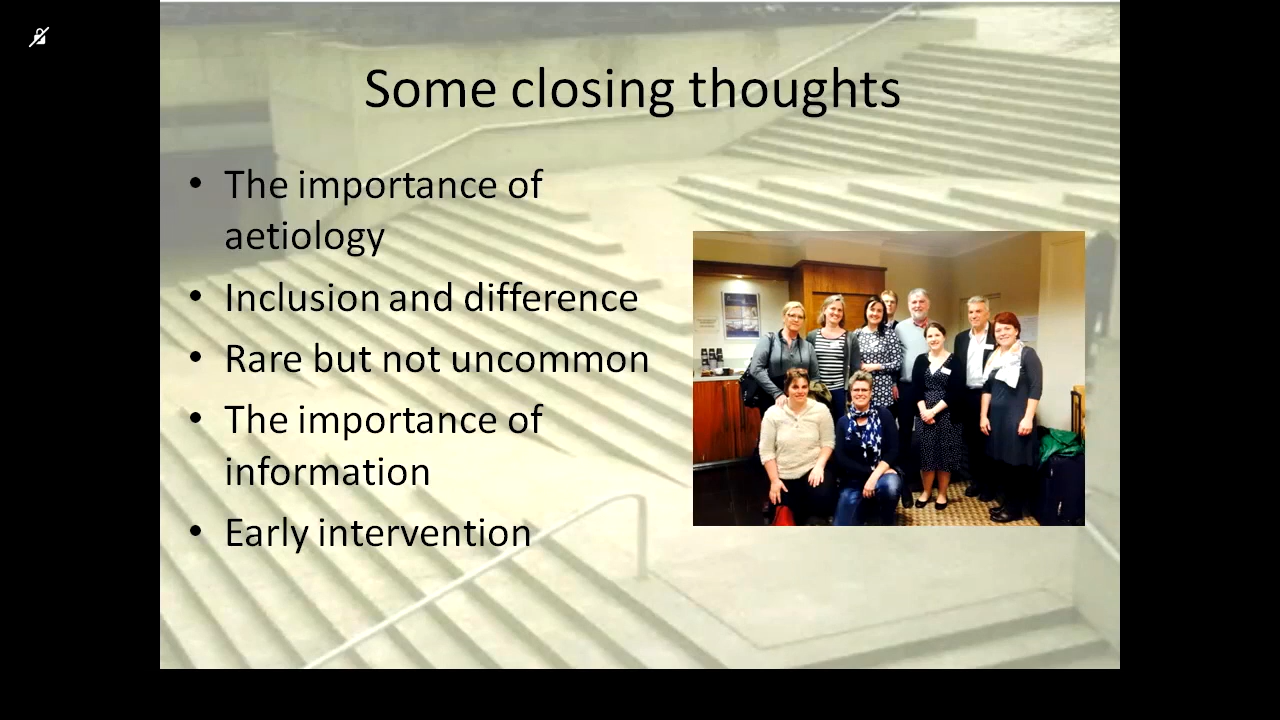 Some closing thoughts
• The importance of
aetiology
• Inclusion and difference
• Rare but not uncommon
• The importance of
information
• Early intervention